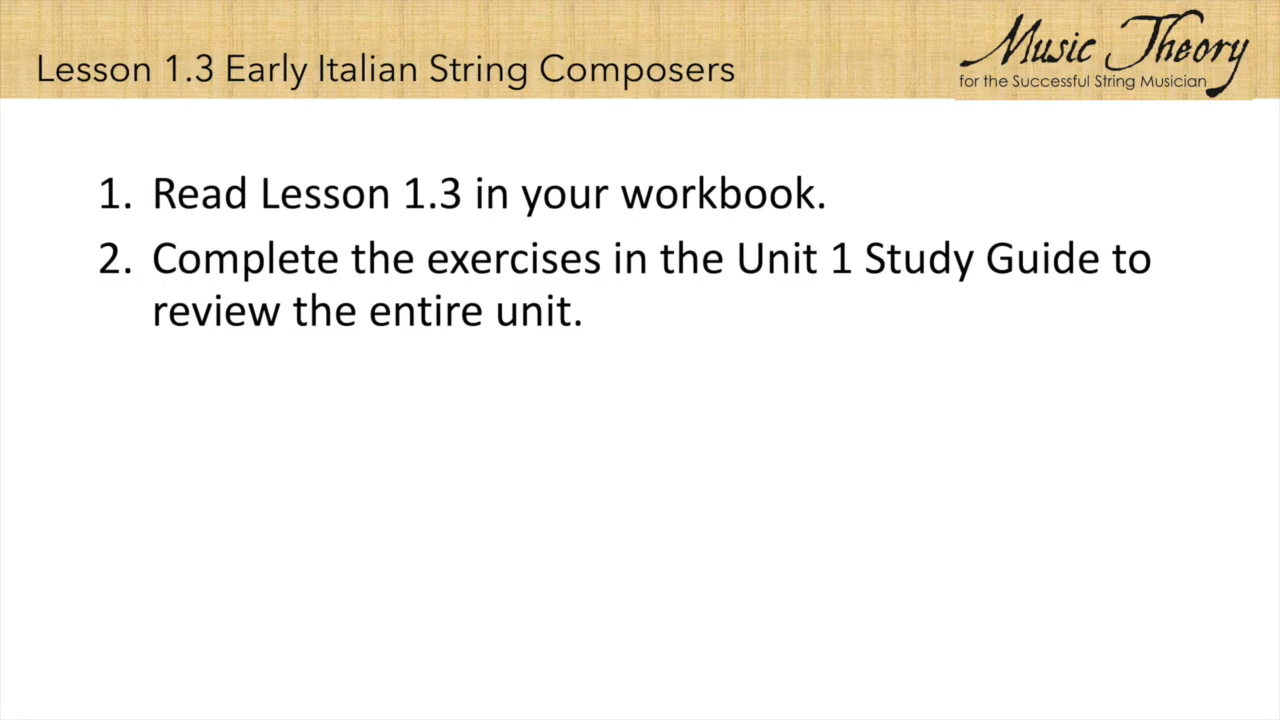 Lesson 1.3 Early Italian String Composers
Music Theory
for the Successful String Musician
1. Read Lesson 1.3 in your workbook.
2. Complete the exercises in the Unit 1 Study Guide to
review the entire unit.